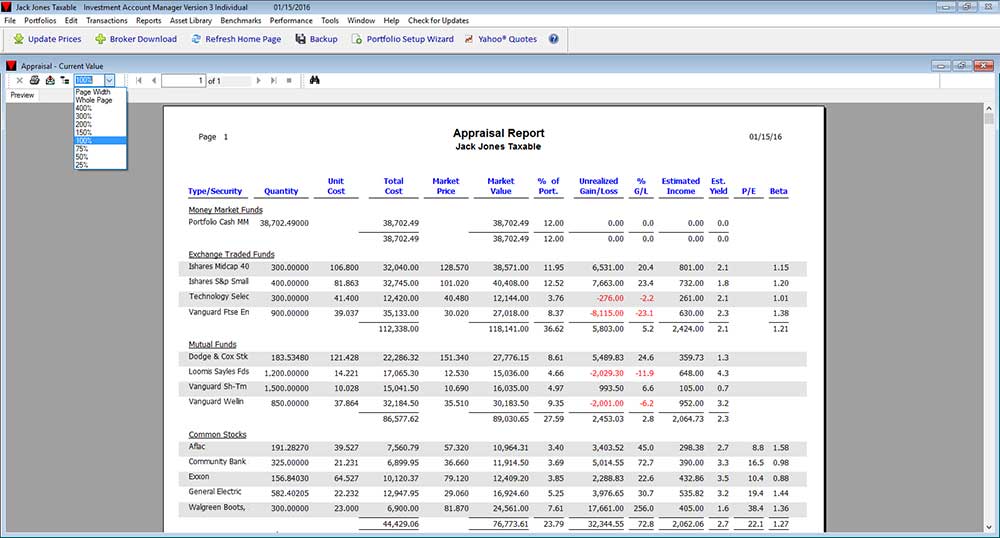 Jack Jones Taxable Investment Account Manager Version 3 Individual 01/15/2016
File Portfolios Edit Transactions Reports Asset Library Benchmarks Performance Tools Window Help Check for Updates
Update Prices Broker Download Refresh Home Page Backup Portfolio Setup Wizard Yahoo® Quotes
Appraisal - Current Value
100% 1 of 1
Preview
Page Width
Whole Page
400%
300%
200%
150%
100%
75%
50%
25%
Page 1 Appraisal Report 01/15/16
Jack Jones Taxable
Unit Total Market Market % of Unrealized % Estimated Est.
Type/Security Quantity Cost Cost Price Value Port. Gain/Loss G/L Income Yield P/E Beta
Money Market Funds
Portfolio Cash MM 38,702.49000 38,702.49 38,702.49 12.00 0.00 0.0 0.00 0.0
38,702.49 38,702.49 12.00 0.00 0.0 0.00 0.0
Exchange Traded Funds
Ishares Midcap 40 300.00000 106.800 32,040.00 128.570 38,571.00 11.95 6,531.00 20.4 801.00 2.1 1.15
Ishares S&p Small 400.00000 81.863 32,745.00 101.020 40,408.00 12.52 7,663.00 23.4 732.00 1.8 1.20
Technology Selec 300.00000 41.400 12,420.00 40.480 12,144.00 3.76 -276.00 -2.2 261.00 2.1 1.01
Vanguard Ftse En 900.00000 39.037 35,133.00 30.020 27,018.00 8.37 -8,115.00 -23.1 630.00 2.3 1.38
112,338.00 118,141.00 36.62 5,803.00 5.2 2,424.00 2.1 1.21
Mutual Funds
Dodge & Cox Stk 183.53480 121.428 22,286.32 151.340 27,776.15 8.61 5,489.83 24.6 359.73 1.3
Loomis Sayles Fds 1,200.00000 14.221 17,065.30 12.530 15,036.00 4.66 -2,029.30 -11.9 648.00 4.3
Vanguard Sh-Tm 1,500.00000 10.028 15,041.50 10.690 16,035.00 4.97 993.50 6.6 105.00 0.7
Vanguard Wellin 850.00000 37.864 32,184.50 35.510 30,183.50 9.35 -2,001.00 -6.2 952.00 3.2
86,577.62 89,030.65 27.59 2,453.03 2.8 2,064.73 2.3
Common Stocks
Aflac 191.28270 39.527 7,560.79 57.320 10,964.31 3.40 3,403.52 45.0 298.38 2.7 8.8 1.58
Community Bank 325.00000 21.231 6,899.95 36.660 11,914.50 3.69 5,014.55 72.7 390.00 3.3 16.5 0.98
Exxon 156.84030 64.527 10,120.37 79.120 12,409.20 3.85 2,288.83 22.6 432.86 3.5 10.4 0.88
General Electric 582.40205 22.232 12,947.95 29.060 16,924.60 5.25 3,976.65 30.7 535.82 3.2 19.4 1.44
Walgreen Boots, 300.00000 23.000 6,900.00 81.870 24,561.00 7.61 17,661.00 256.0 405.00 1.6 38.4 1.36
44,429.06 76,773.61 23.79 32,344.55 72.8 2,062.06 2.7 22.1 1.27